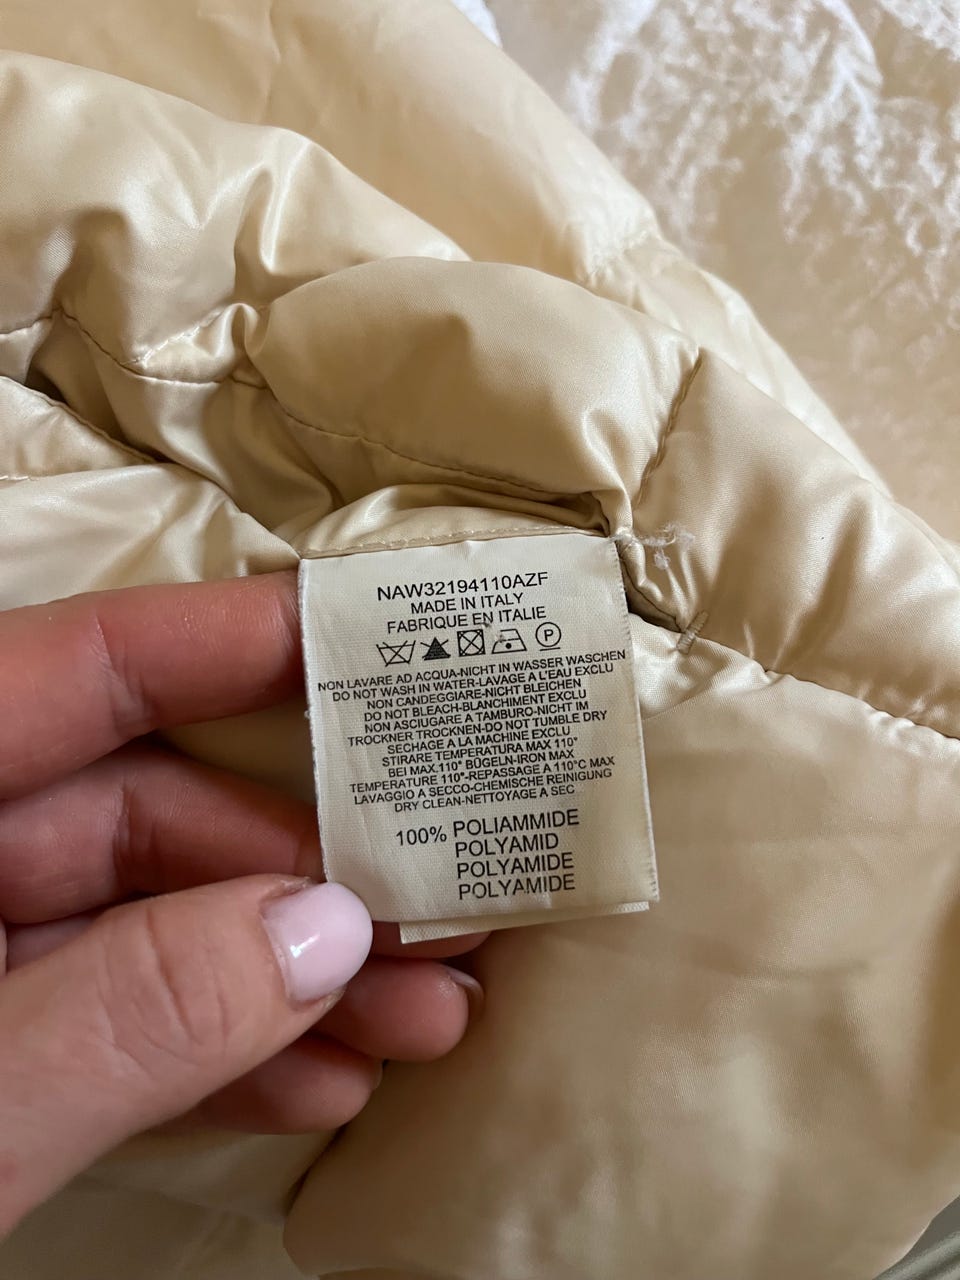 NAW32194110AZF
MADE IN ITALY
FABRIQUE EN ITALIE
P
NON LAVARE AD ACQUA-NICHT IN WASSER WASCHEN
DO NOT WASH IN WATER-LAVAGE A L'EAU EXCLU
NON CANDEGGIARE-NICHT BLEICHEN
DO NOT BLEACH-BLANCHIMENT EXCLU
NON ASCIUGARE A TAMBURO-NICHT IM
TROCKNER TROCKNEN-DO NOT TUMBLE DRY
SECHAGE A LA MACHINE EXCLU
STIRARE TEMPERATURA MAX 110°
BEI MAX.110° BÜGELN-IRON MAX
TEMPERATURE 110°-REPASSAGE A 110°C MAX
LAVAGGIO A SECCO-CHEMISCHE REINIGUNG
DRY CLEAN-NETTOYAGE A SEC
100% POLIAMMIDE
POLYAMID
POLYAMIDE
POLYAMIDE